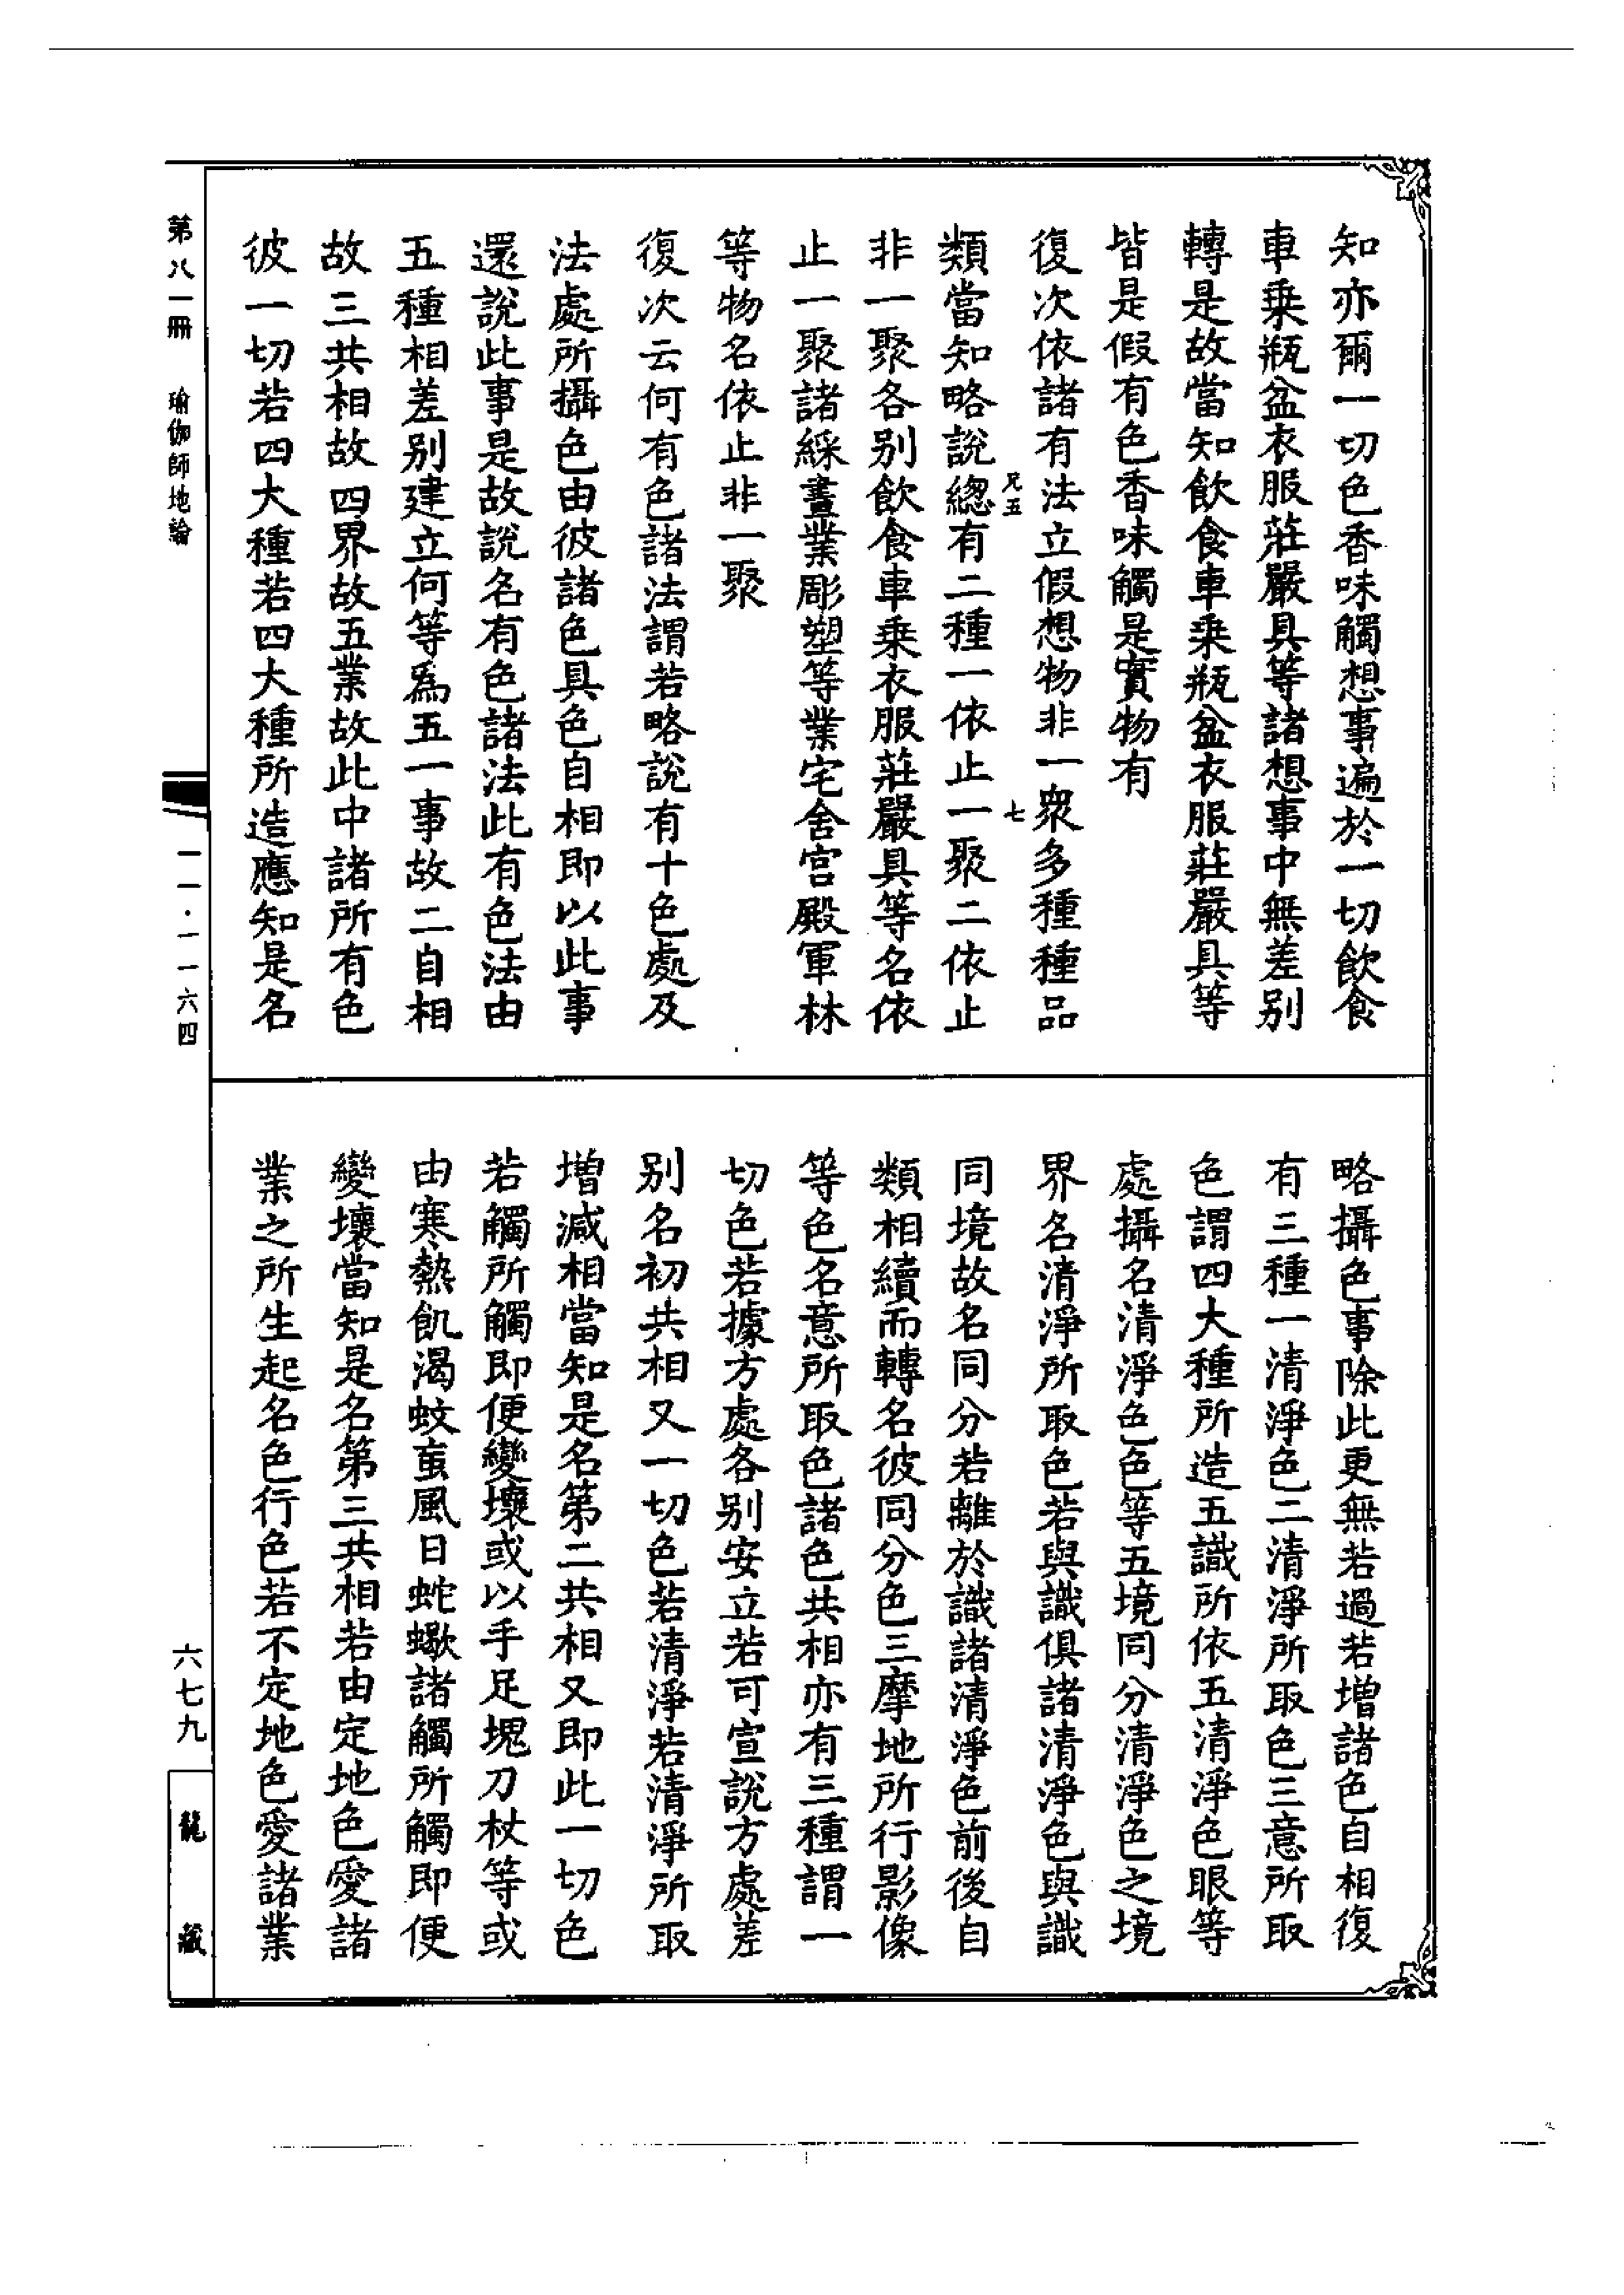 知亦爾一切色香味觸想事遍於一切飲食
車乘瓶盆衣服莊嚴具等諸想事中無差别
轉是故當知飲食車乘瓶盆衣服莊嚴具等
皆是假有色香味觸是實物有
復次依諸有法立假想物非一衆多種種品
兄五
七
類當知略說緫有二種一依止一聚二依止
非一聚各别飲食車乘衣服莊嚴具等名依
止一聚諸綵畫業彫塑等業宅舍宫殿軍林
等物名依止非一聚
復次云何有色諸法謂若略說有十色處及
法處所攝色由彼諸色具色自相即以此事
還說此事是故說名有色諸法此有色法由
五種相差别建立何等爲五一事故二自相
故三共相故四界故五業故此中諸所有色
彼一切若四大種若四大種所造應知是名
略攝色事除此更無若過若增諸色自相復
有三種一清淨色二清淨所取色三意所取
色謂四大種所造五識所依五清淨色眼等
處攝名清淨色色等五境同分清淨色之境
界名清淨所取色若與識俱諸清淨色與識
同境故名同分若離於識諸清淨色前後自
類相續而轉名彼同分色三摩地所行影像
等色名意所取色諸色共相亦有三種謂一
切色若據方處各别安立若可宣說方處差
别名初共相又一切色若清淨若清淨所取
增減相當知是名第二共相又即此一切色
若觸所觸即便變壞或以手足塊刀杖等或
由寒熱飢渴蚊䖟風日蛇蠍諸觸所觸即便
變壞當知是名第三共相若由定地色愛諸
業之所生起名色行色若不定地色愛諸業
第八一冊 瑜伽師地論
一一·一一六四
六七九
龍藏